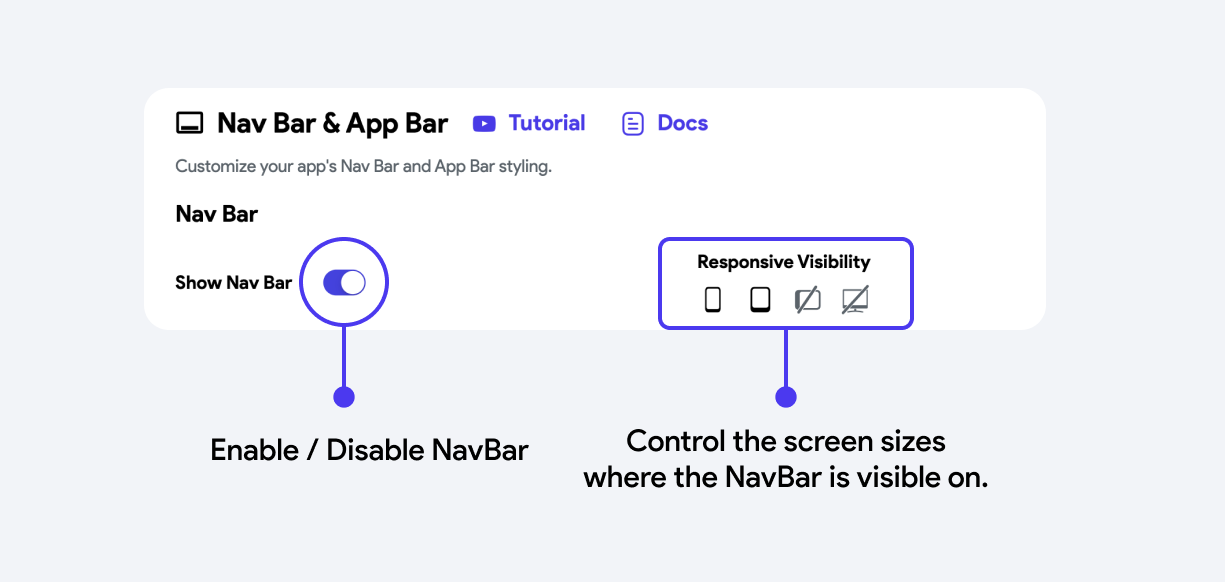 Nav Bar & App Bar Tutorial Docs
Customize your app's Nav Bar and App Bar styling.
Nav Bar
Show Nav Bar
Responsive Visibility
Enable / Disable NavBar
Control the screen sizes
where the NavBar is visible on.